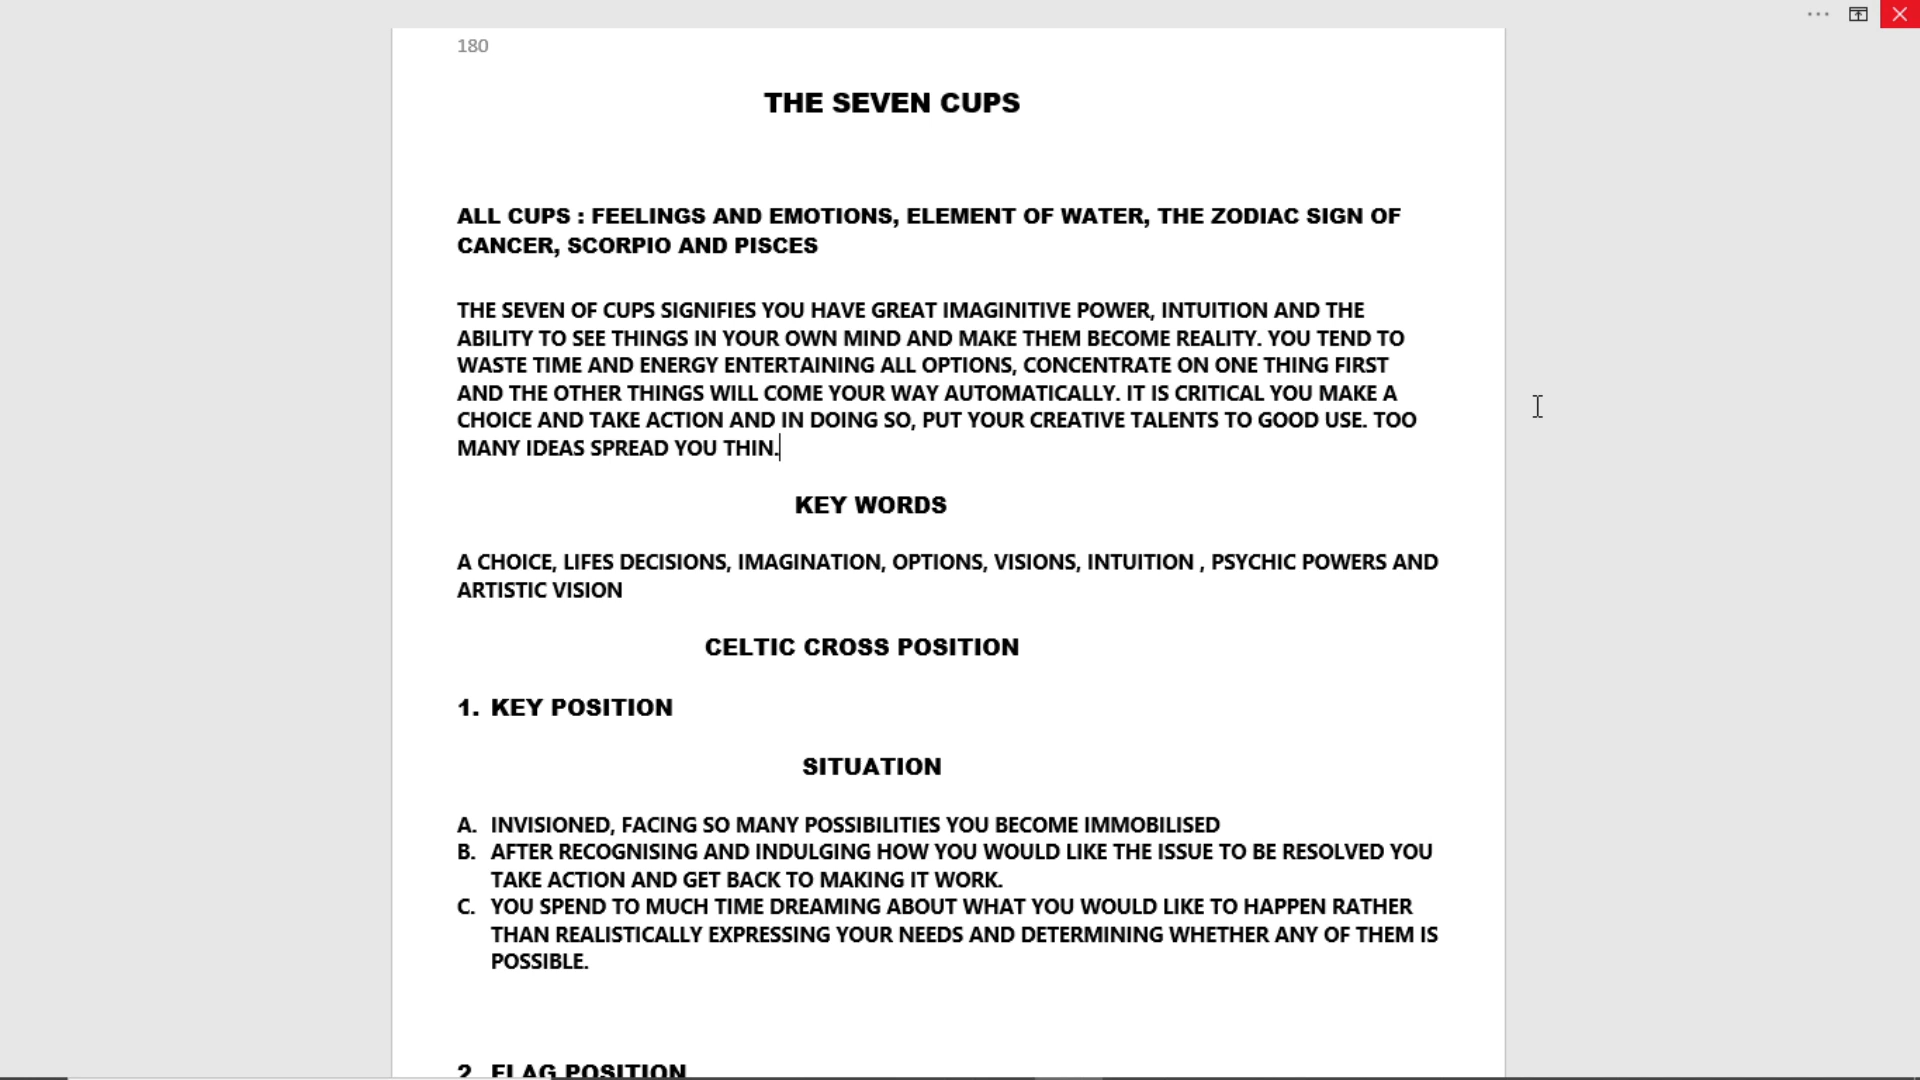 180
THE SEVEN CUPS
ALL CUPS : FEELINGS AND EMOTIONS, ELEMENT OF WATER, THE ZODIAC SIGN OF
CANCER, SCORPIO AND PISCES
THE SEVEN OF CUPS SIGNIFIES YOU HAVE GREAT IMAGINITIVE POWER, INTUITION AND THE
ABILITY TO SEE THINGS IN YOUR OWN MIND AND MAKE THEM BECOME REALITY. YOU TEND TO
WASTE TIME AND ENERGY ENTERTAINING ALL OPTIONS, CONCENTRATE ON ONE THING FIRST
AND THE OTHER THINGS WILL COME YOUR WAY AUTOMATICALLY. IT IS CRITICAL YOU MAKE A
CHOICE AND TAKE ACTION AND IN DOING SO, PUT YOUR CREATIVE TALENTS TO GOOD USE. TOO
MANY IDEAS SPREAD YOU THIN.
KEY WORDS
A CHOICE, LIFES DECISIONS, IMAGINATION, OPTIONS, VISIONS, INTUITION , PSYCHIC POWERS AND
ARTISTIC VISION
CELTIC CROSS POSITION
1. KEY POSITION
SITUATION
A. INVISIONED, FACING SO MANY POSSIBILITIES YOU BECOME IMMOBILISED
B. AFTER RECOGNISING AND INDULGING HOW YOU WOULD LIKE THE ISSUE TO BE RESOLVED YOU
TAKE ACTION AND GET BACK TO MAKING IT WORK.
C. YOU SPEND TO MUCH TIME DREAMING ABOUT WHAT YOU WOULD LIKE TO HAPPEN RATHER
THAN REALISTICALLY EXPRESSING YOUR NEEDS AND DETERMINING WHETHER ANY OF THEM IS
POSSIBLE.
2. FLAG POSITION